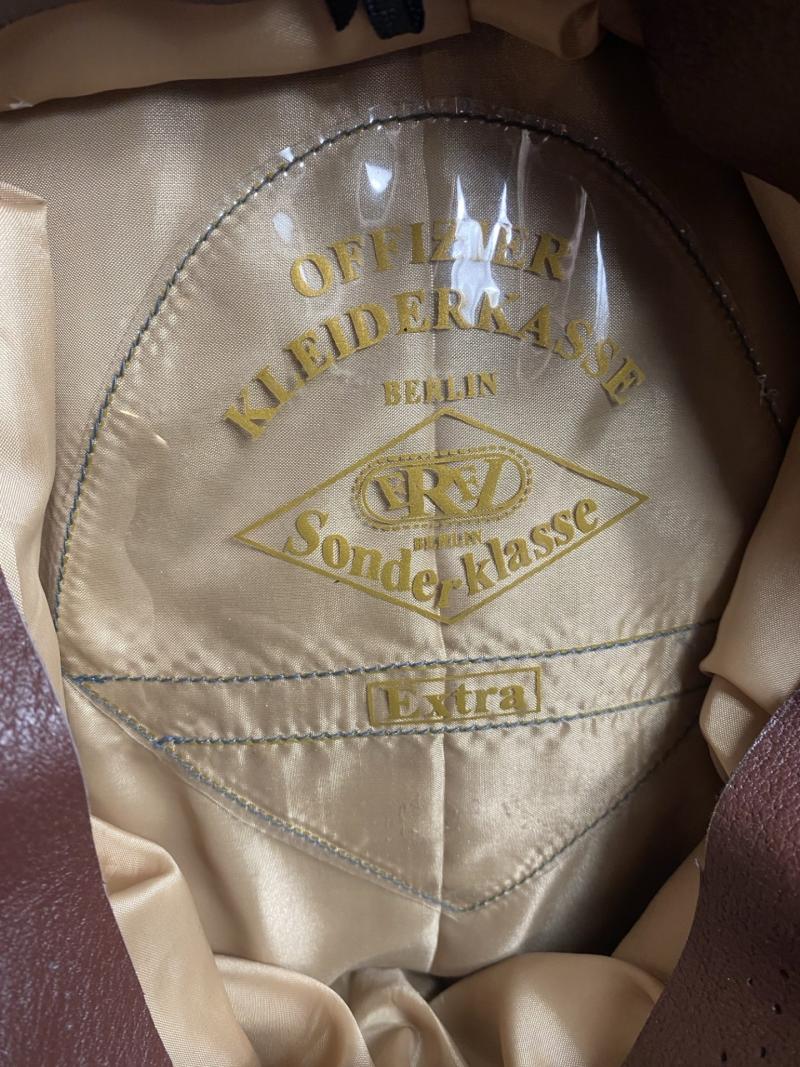 OFFIZIER
KLEIDERKASSE
BERLIN
EREL
BERLIN
Sonderklasse
Extra